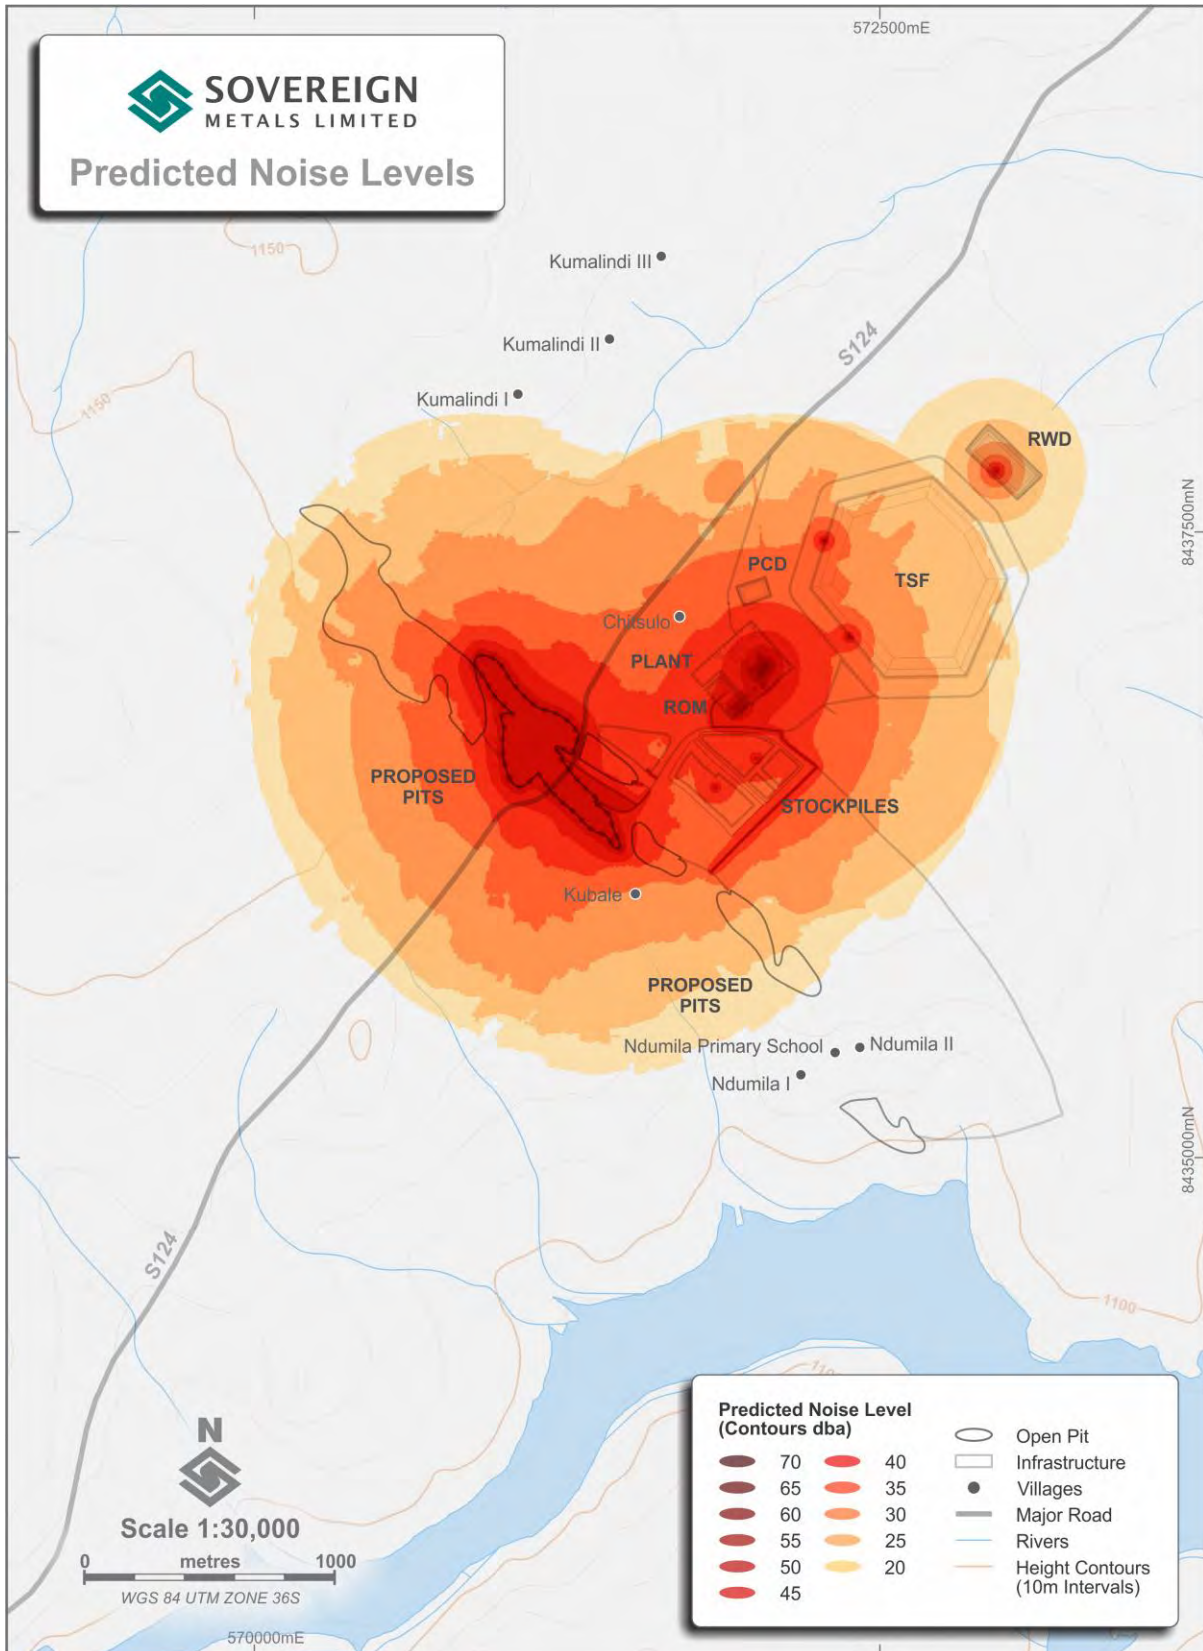 572500mE
SOVEREIGN
METALS LIMITED
Predicted Noise Levels
1150
Kumalindi III
Kumalindi II
S124
Kumalindi I
1150
RWD
8437500mN
PCD
TSF
Chitsulo
PLANT
ROM
PROPOSED
PITS
STOCKPILES
Kubale
PROPOSED
PITS
Ndumila Primary School
Ndumila II
Ndumila I
8435000mN
S124
1100
Predicted Noise Level
(Contours dba)
70
65
60
55
50
45
40
35
30
25
20
Open Pit
Infrastructure
Villages
Major Road
Rivers
Height Contours
(10m Intervals)
N
Scale 1:30,000
0 metres 1000
WGS 84 UTM ZONE 36S
570000mE